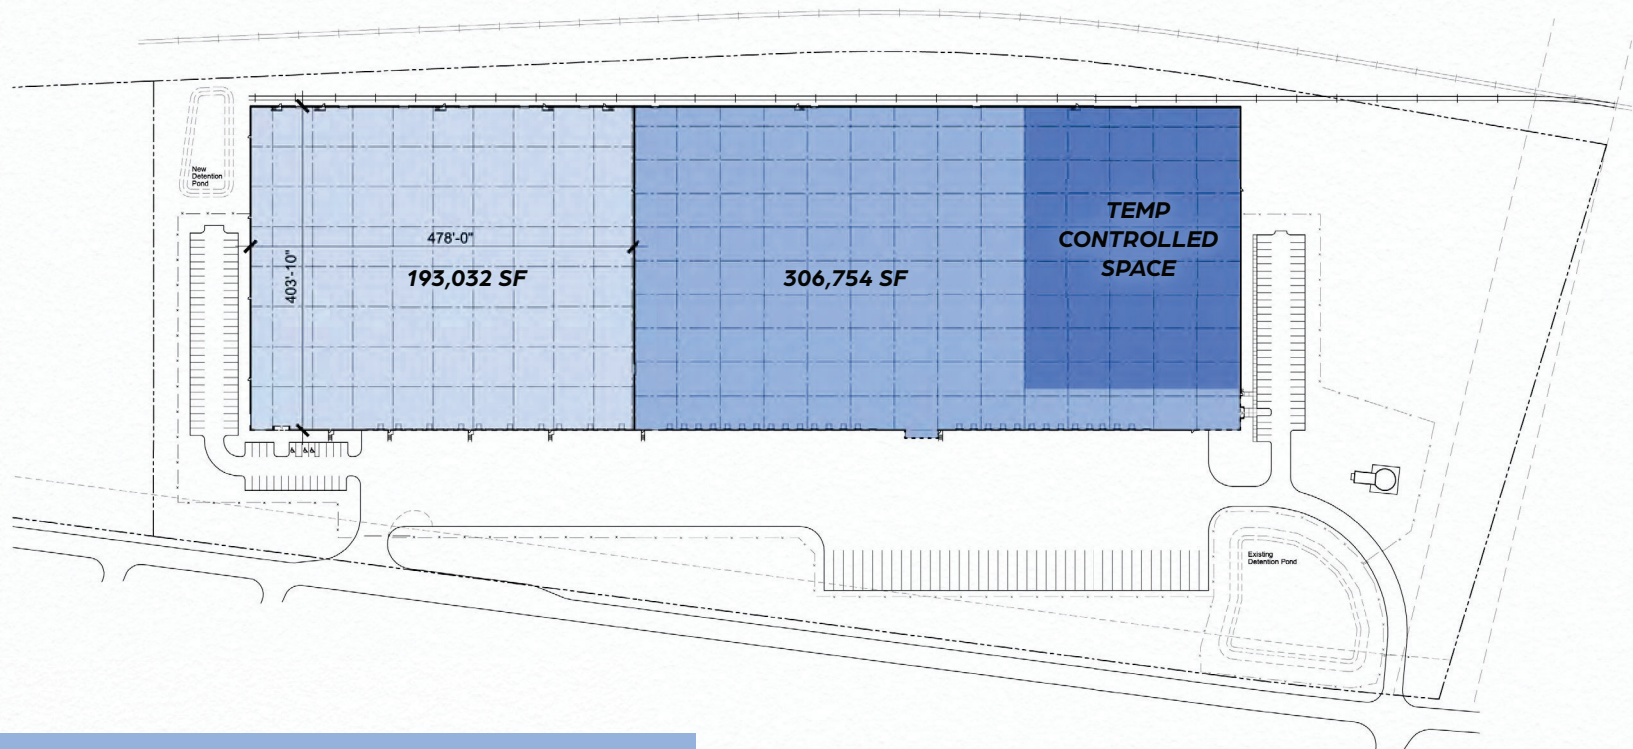 New
Detention
Pond
478'-0"
403'-10"
193,032 SF
306,754 SF
TEMP
CONTROLLED
SPACE
Existing
Detention Pond